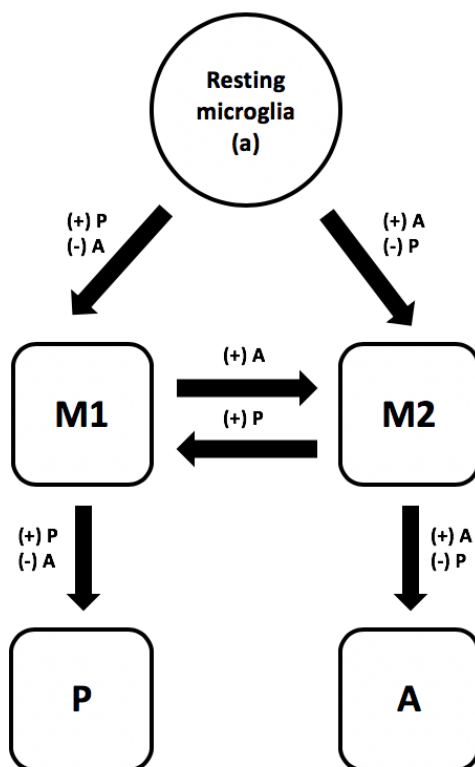 Resting
microglia
(a)
(+) P
(-) A
(+) A
(-) P
M1
(+) A
(+) P
M2
(+) P
(-) A
(+) A
(-) P
P
A